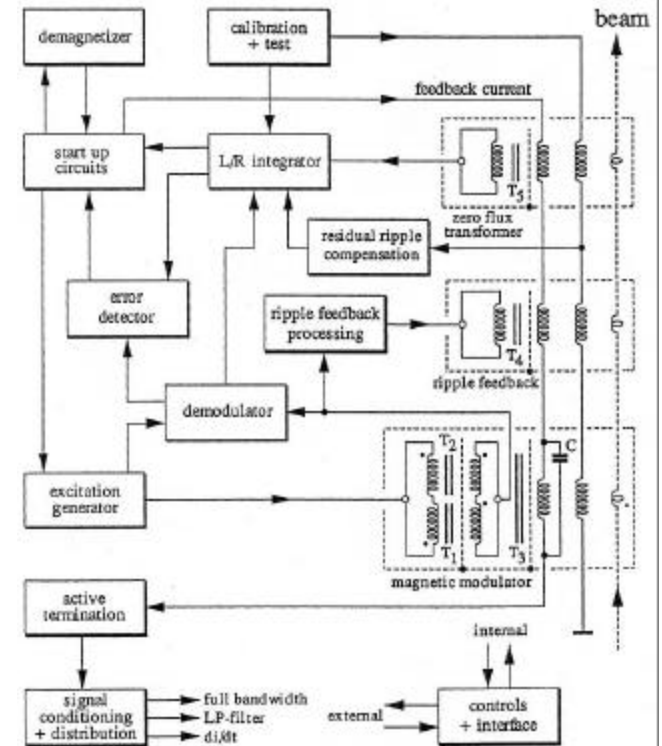 beam
demagnetizer
calibration
+ test
feedback current
start up
circuits
L/R integrator
T5
zero flux
transformer
residual ripple
compensation
error
detector
ripple feedback
processing
T4
ripple feedback
demodulator
T2
C
excitation
generator
T1
T3
magnetic modulator
active
termination
internal
signal
conditioning
+ distribution
full bandwidth
LP-filter
di/dt
external
controls
+ interface